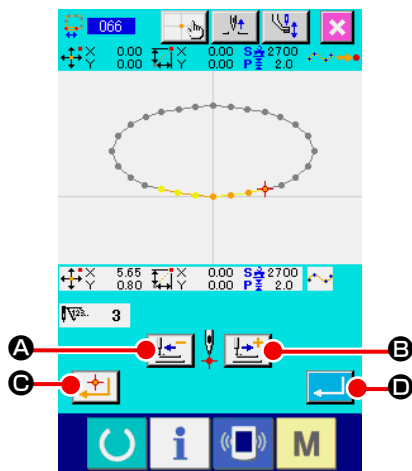 066
X 0.00 X 0.00 S 2700
Y 0.00 Y 0.00 P 2.0
X 5.65 X 0.00 S 2700
Y 0.80 Y 0.00 P 2.0
N123.. 3
A B
C D
i M